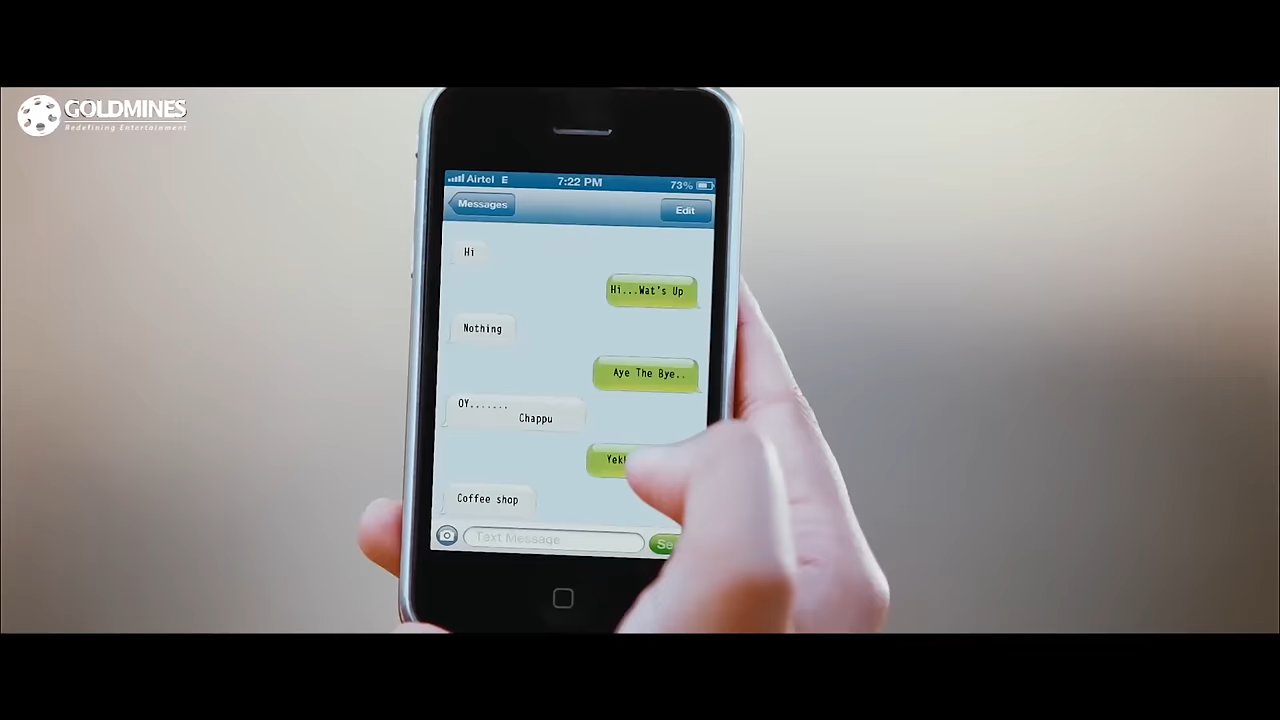 GOLDMINES
Redefining Entertainment
Airtel E 7:22 PM 73%
Messages Edit
Hi
Hi...Wat's Up
Nothing
Aye The Bye..
OY.......
Chappu
Coffee shop
Text Message